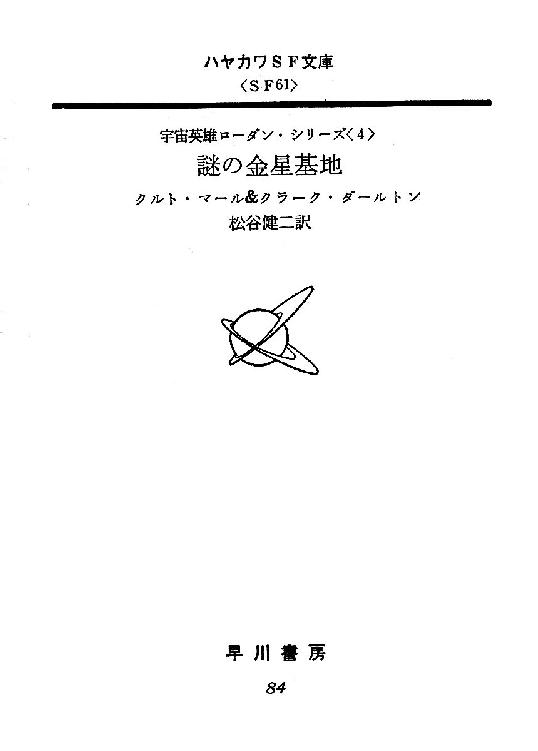 ハヤカワSF文庫
〈SF61〉
宇宙英雄ローダン・シリーズ〈4〉
謎の金星基地
クルト・マール&クラーク・ダールトン
松谷健二訳
早川書房
84